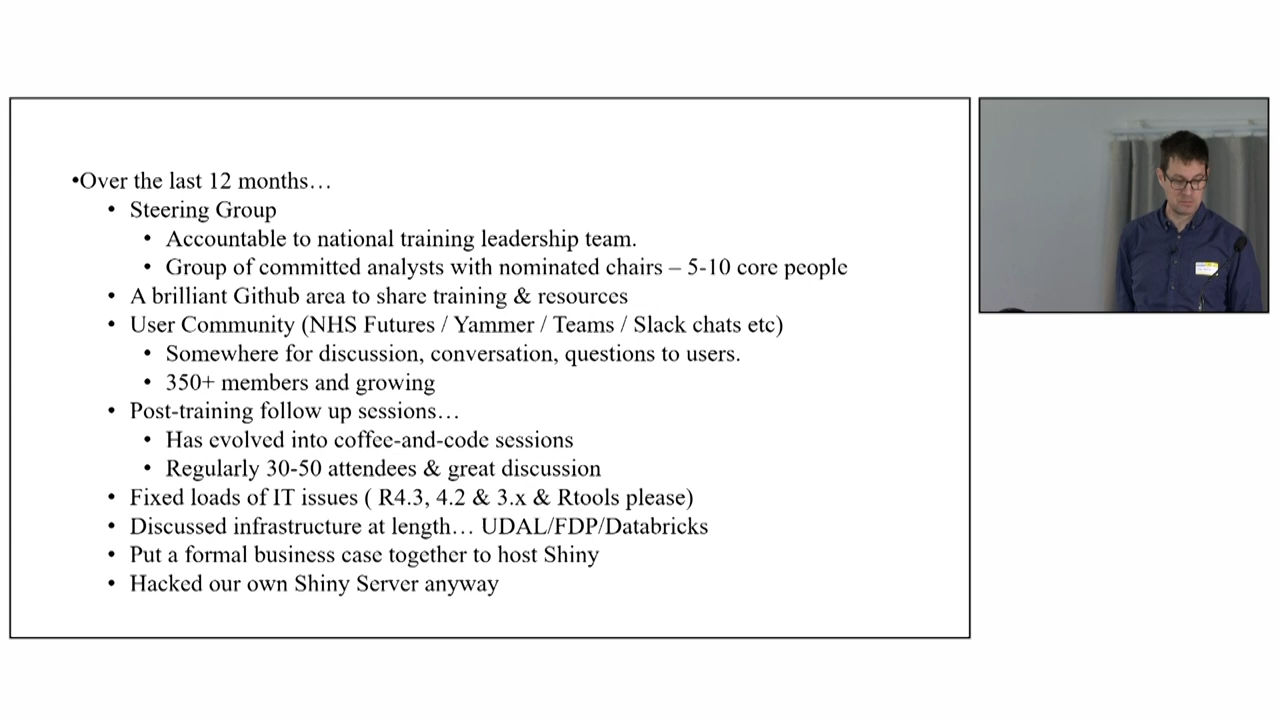 •Over the last 12 months…
• Steering Group
• Accountable to national training leadership team.
• Group of committed analysts with nominated chairs – 5-10 core people
• A brilliant Github area to share training & resources
• User Community (NHS Futures / Yammer / Teams / Slack chats etc)
• Somewhere for discussion, conversation, questions to users.
• 350+ members and growing
• Post-training follow up sessions…
• Has evolved into coffee-and-code sessions
• Regularly 30-50 attendees & great discussion
• Fixed loads of IT issues ( R4.3, 4.2 & 3.x & Rtools please)
• Discussed infrastructure at length… UDAL/FDP/Databricks
• Put a formal business case together to host Shiny
• Hacked our own Shiny Server anyway